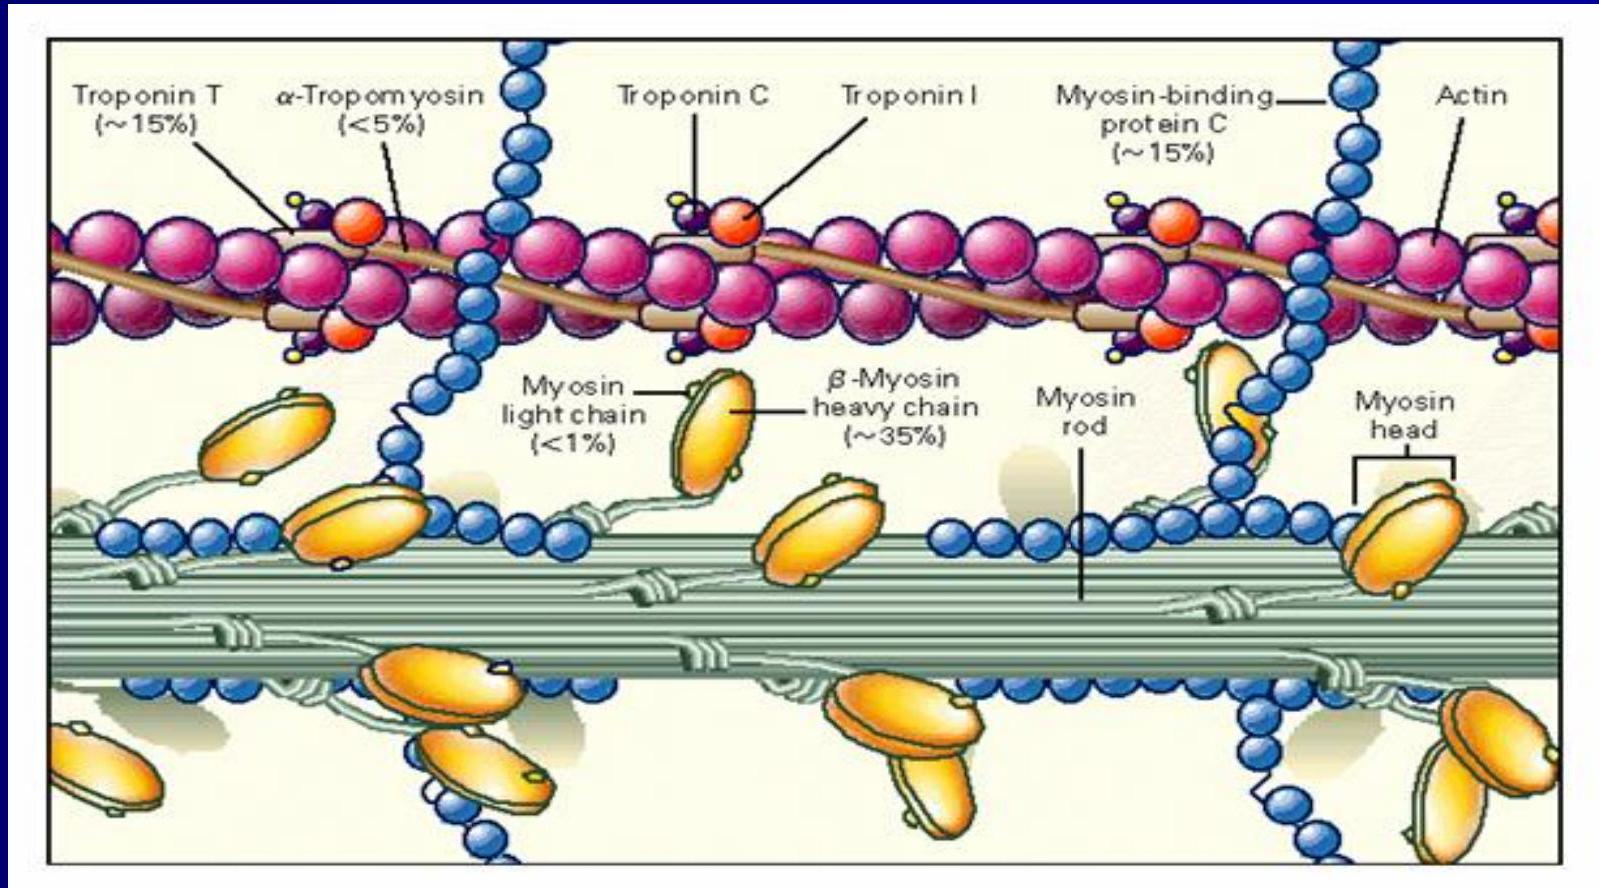 Troponin T
(~15%)
α-Tropomyosin
(<5%)
Troponin C
Troponin I
Myosin-binding
protein C
(~15%)
Actin
Myosin
light chain
(<1%)
β-Myosin
heavy chain
(~35%)
Myosin
rod
Myosin
head